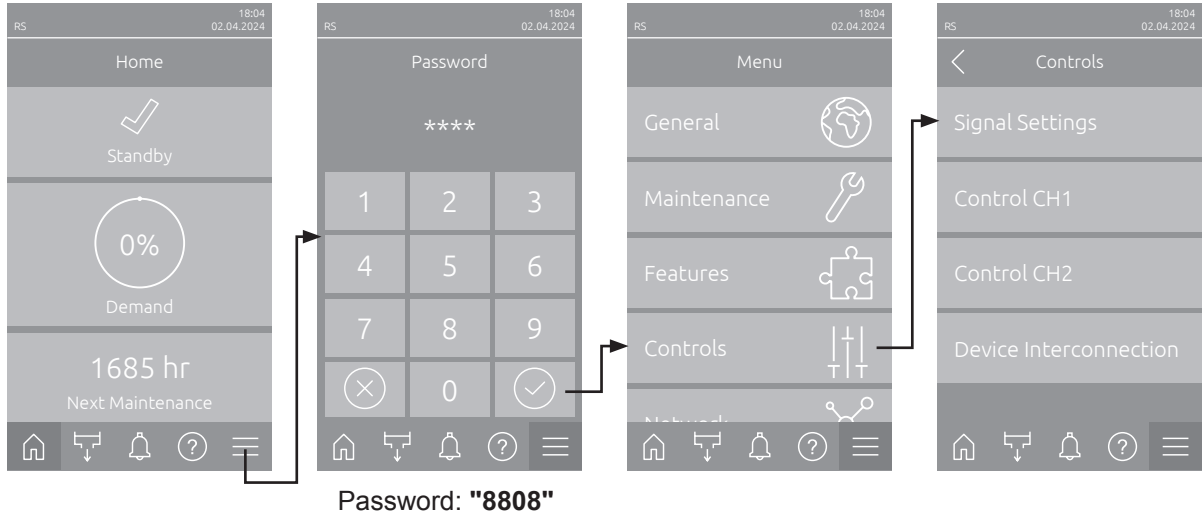 18:04
RS 02.04.2024
Home
Standby
0%
Demand
1685 hr
Next Maintenance
?
18:04
RS 02.04.2024
Password
****
1 2 3
4 5 6
7 8 9
0
?
Password: "8808"
18:04
RS 02.04.2024
Menu
General
Maintenance
Features
Controls
Network
?
18:04
RS 02.04.2024
Controls
Signal Settings
Control CH1
Control CH2
Device Interconnection
?